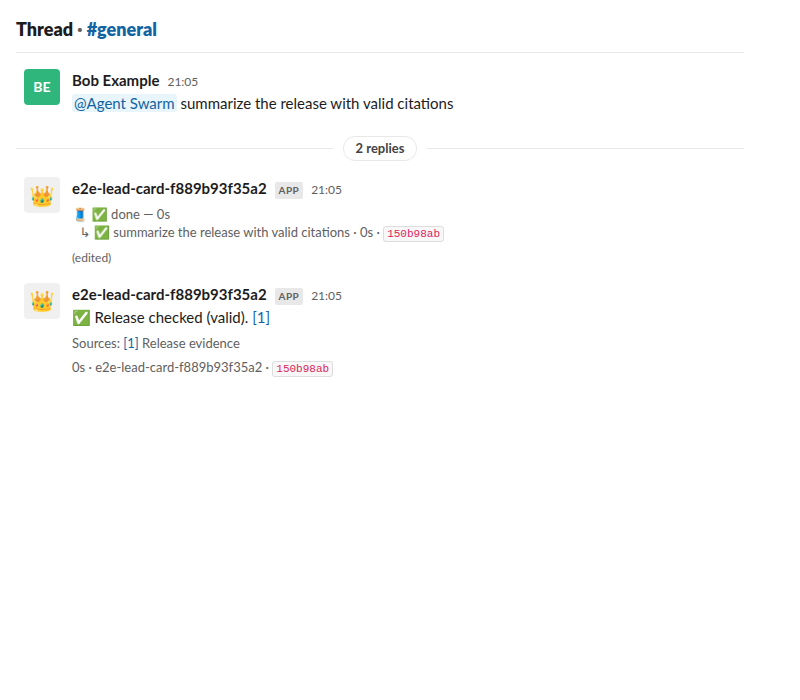 Thread • #general
BE
Bob Example 21:05
@Agent Swarm summarize the release with valid citations
2 replies
e2e-lead-card-f889b93f35a2 APP 21:05
🧵 ✅ done — 0s
↳ ✅ summarize the release with valid citations · 0s · 150b98ab
(edited)
e2e-lead-card-f889b93f35a2 APP 21:05
✅ Release checked (valid). [1]
Sources: [1] Release evidence
0s · e2e-lead-card-f889b93f35a2 · 150b98ab